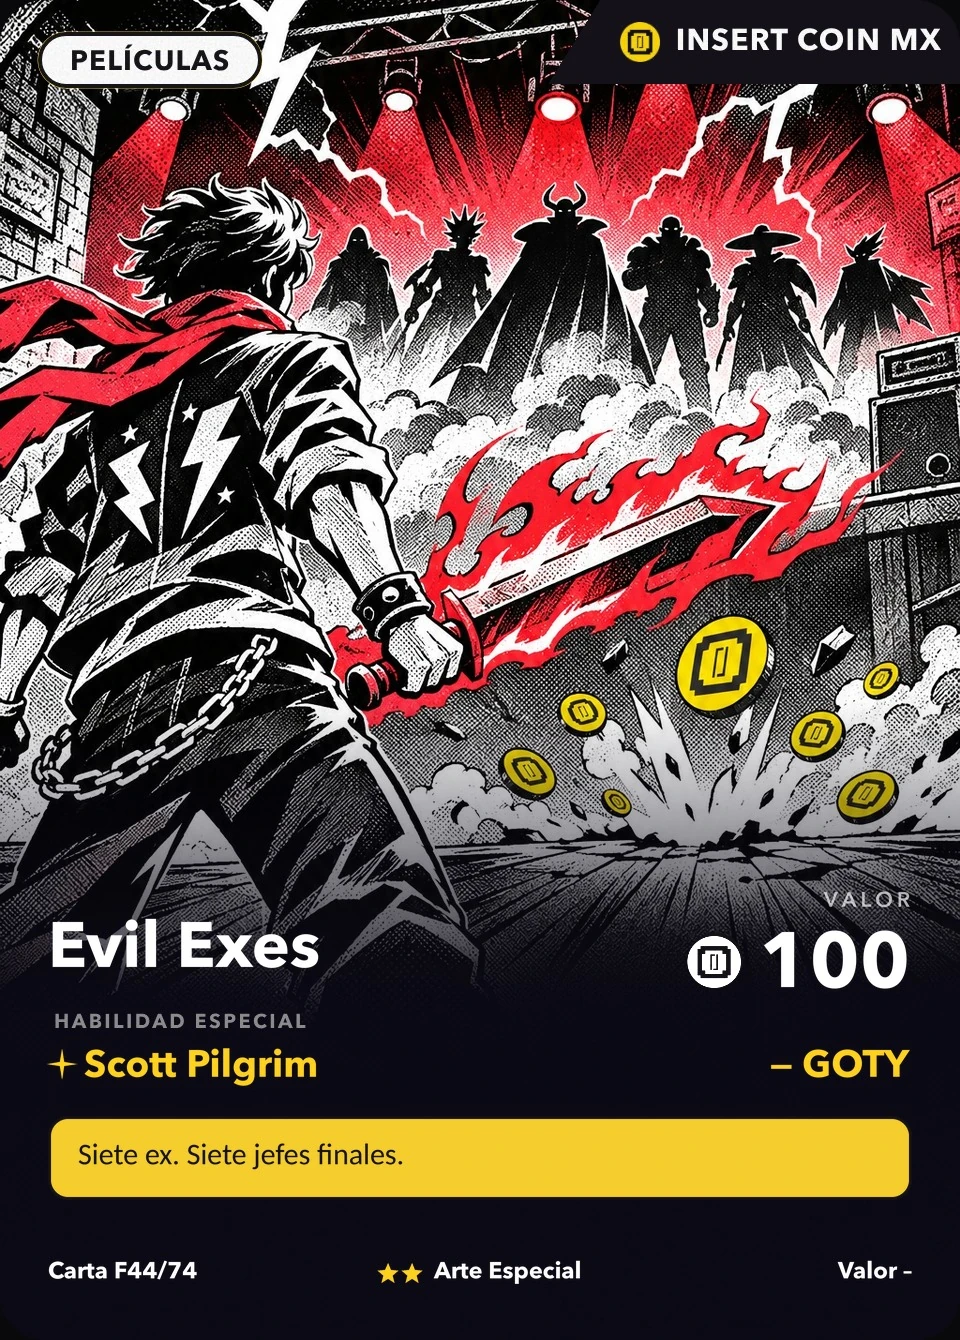 PELÍCULAS
INSERT COIN MX
VALOR
Evil Exes
100
HABILIDAD ESPECIAL
Scott Pilgrim
– GOTY
Siete ex. Siete jefes finales.
Carta F44/74
Arte Especial
Valor –